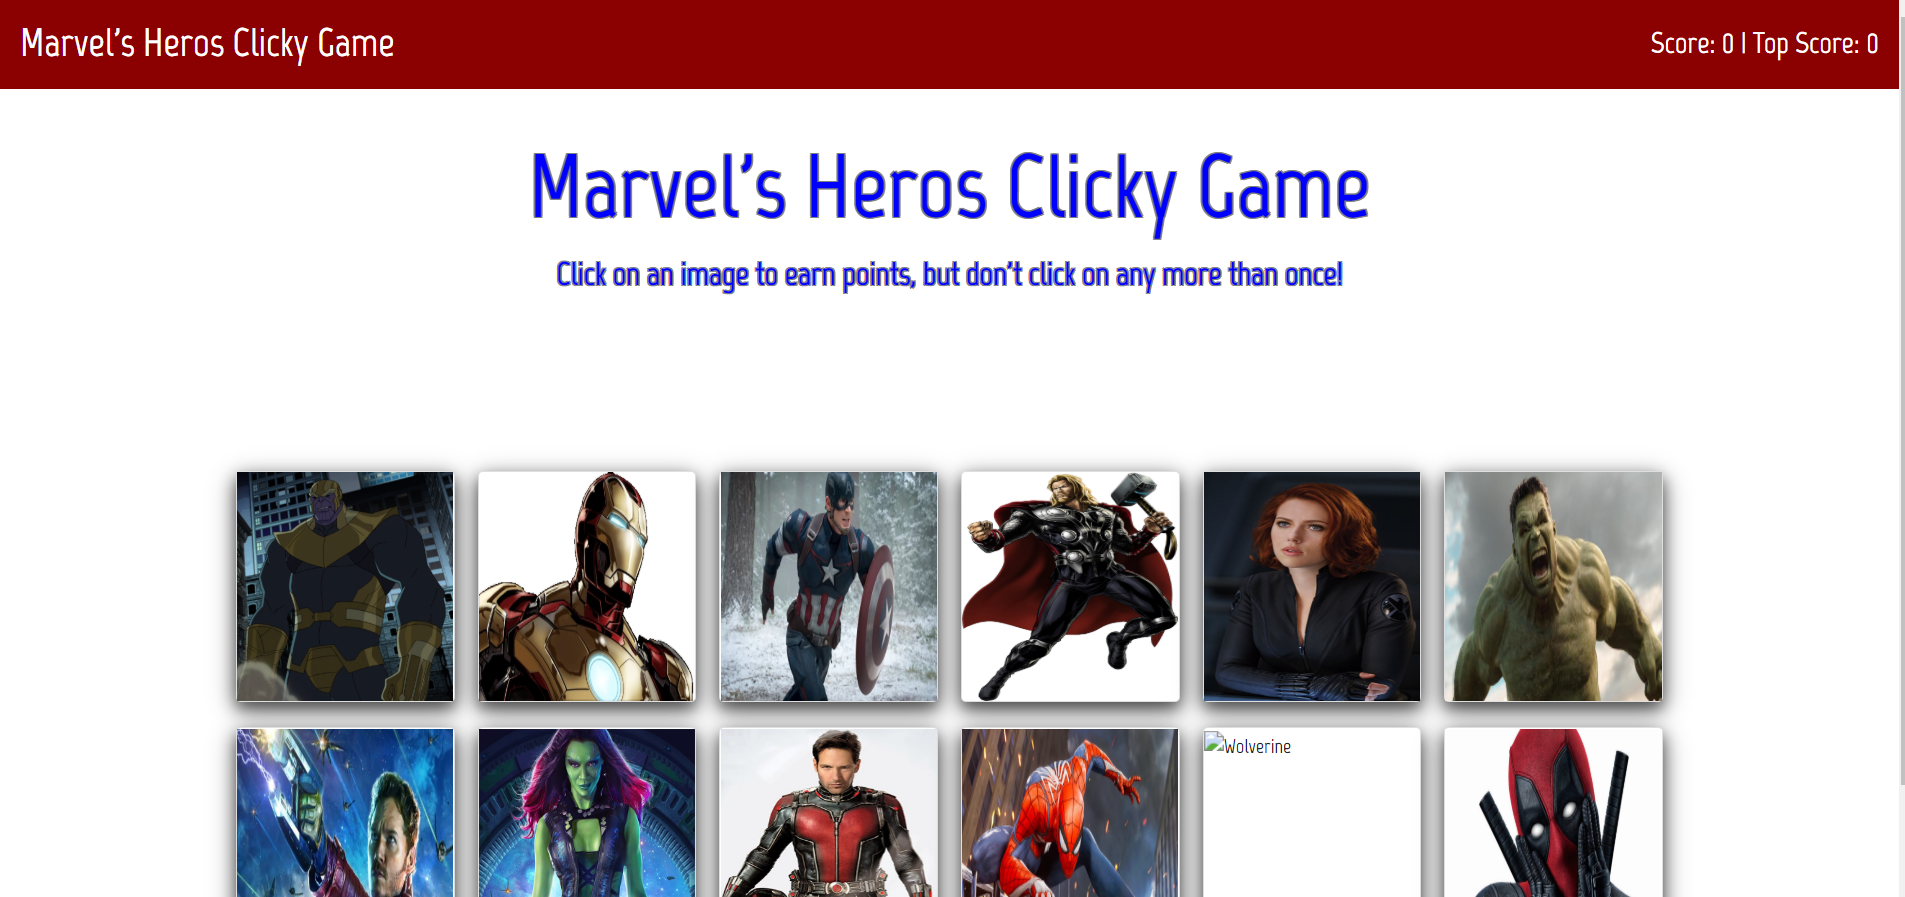 Marvel's Heros Clicky Game
Score: 0 | Top Score: 0
Marvel's Heros Clicky Game
Click on an image to earn points, but don't click on any more than once!
Wolverine